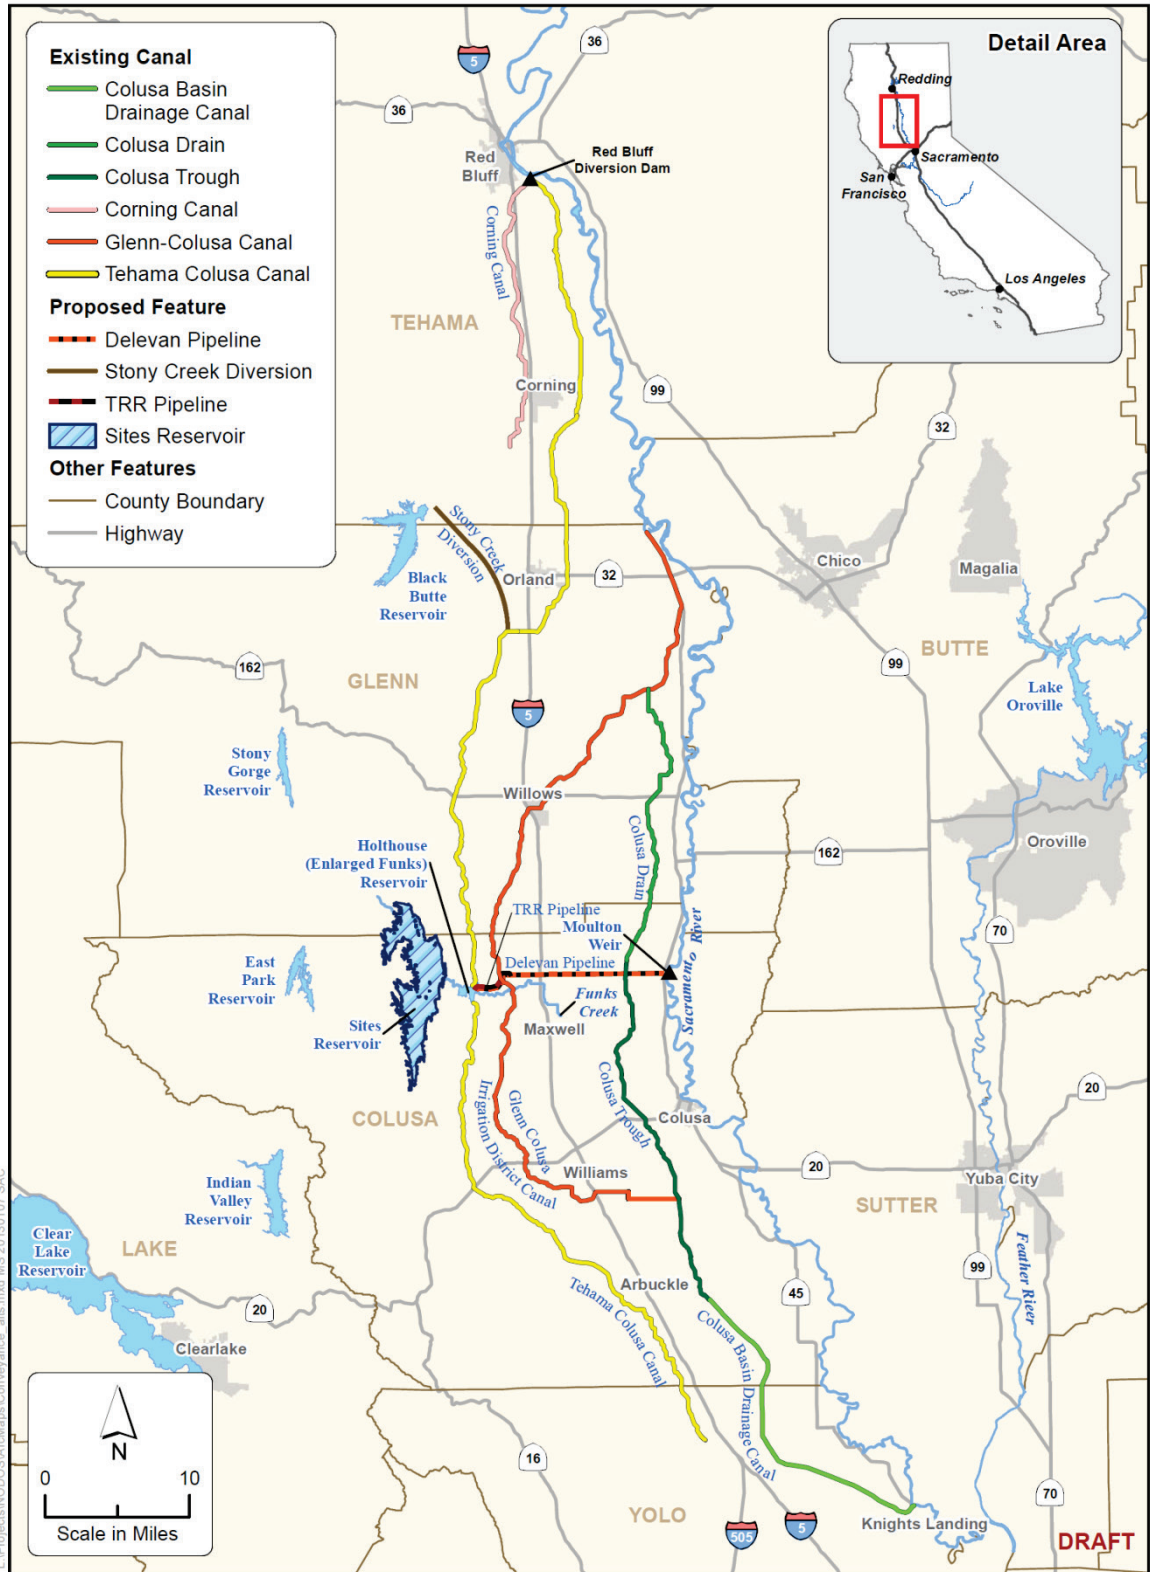 Existing Canal
Colusa Basin
Drainage Canal
Colusa Drain
Colusa Trough
Corning Canal
Glenn-Colusa Canal
Tehama Colusa Canal
Proposed Feature
Delevan Pipeline
Stony Creek Diversion
TRR Pipeline
Sites Reservoir
Other Features
County Boundary
Highway
Detail Area
Redding
Sacramento
San
Francisco
Los Angeles
5
36
36
Red
Bluff
Red Bluff
Diversion Dam
Corning Canal
TEHAMA
Corning
99
32
Stony Creek
Diversion
Black
Butte
Reservoir
Orland
32
Chico
Magalia
BUTTE
162
GLENN
99
Lake
Oroville
5
Stony
Gorge
Reservoir
Willows
Colusa Drain
162
Oroville
Holthouse
(Enlarged Funks)
Reservoir
TRR Pipeline
Moulton
Weir
Delevan Pipeline
Sacramento River
70
East
Park
Reservoir
Sites
Reservoir
Funks
Creek
Maxwell
COLUSA
Glenn Colusa
Irrigation District Canal
Colusa Trough
Colusa
20
Williams
20
Yuba City
SUTTER
Indian
Valley
Reservoir
Clear
Lake
Reservoir
LAKE
20
Clearlake
Arbuckle
Tehama Colusa Canal
Colusa Basin Drainage Canal
45
99
Feather Rieer
16
70
YOLO
505
5
Knights Landing
N
0 10
Scale in Miles
DRAFT